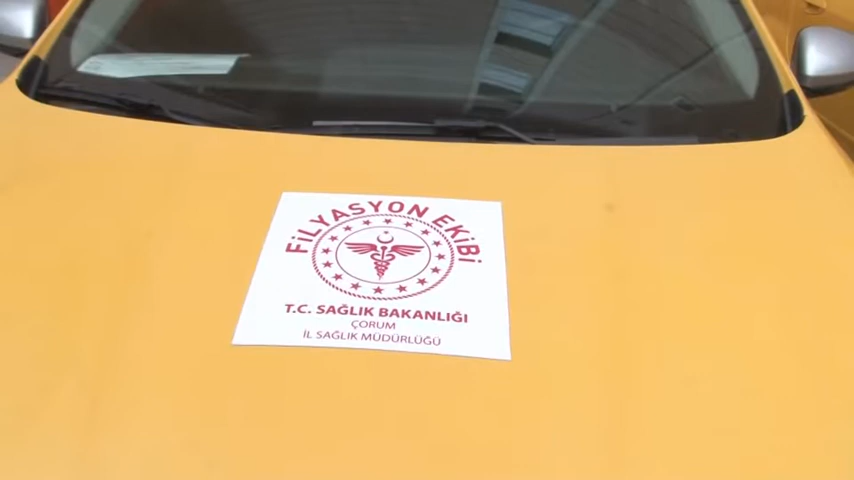 FİLYASYON EKİBİ
T.C. SAĞLIK BAKANLIĞI
ÇORUM
İL SAĞLIK MÜDÜRLÜĞÜ